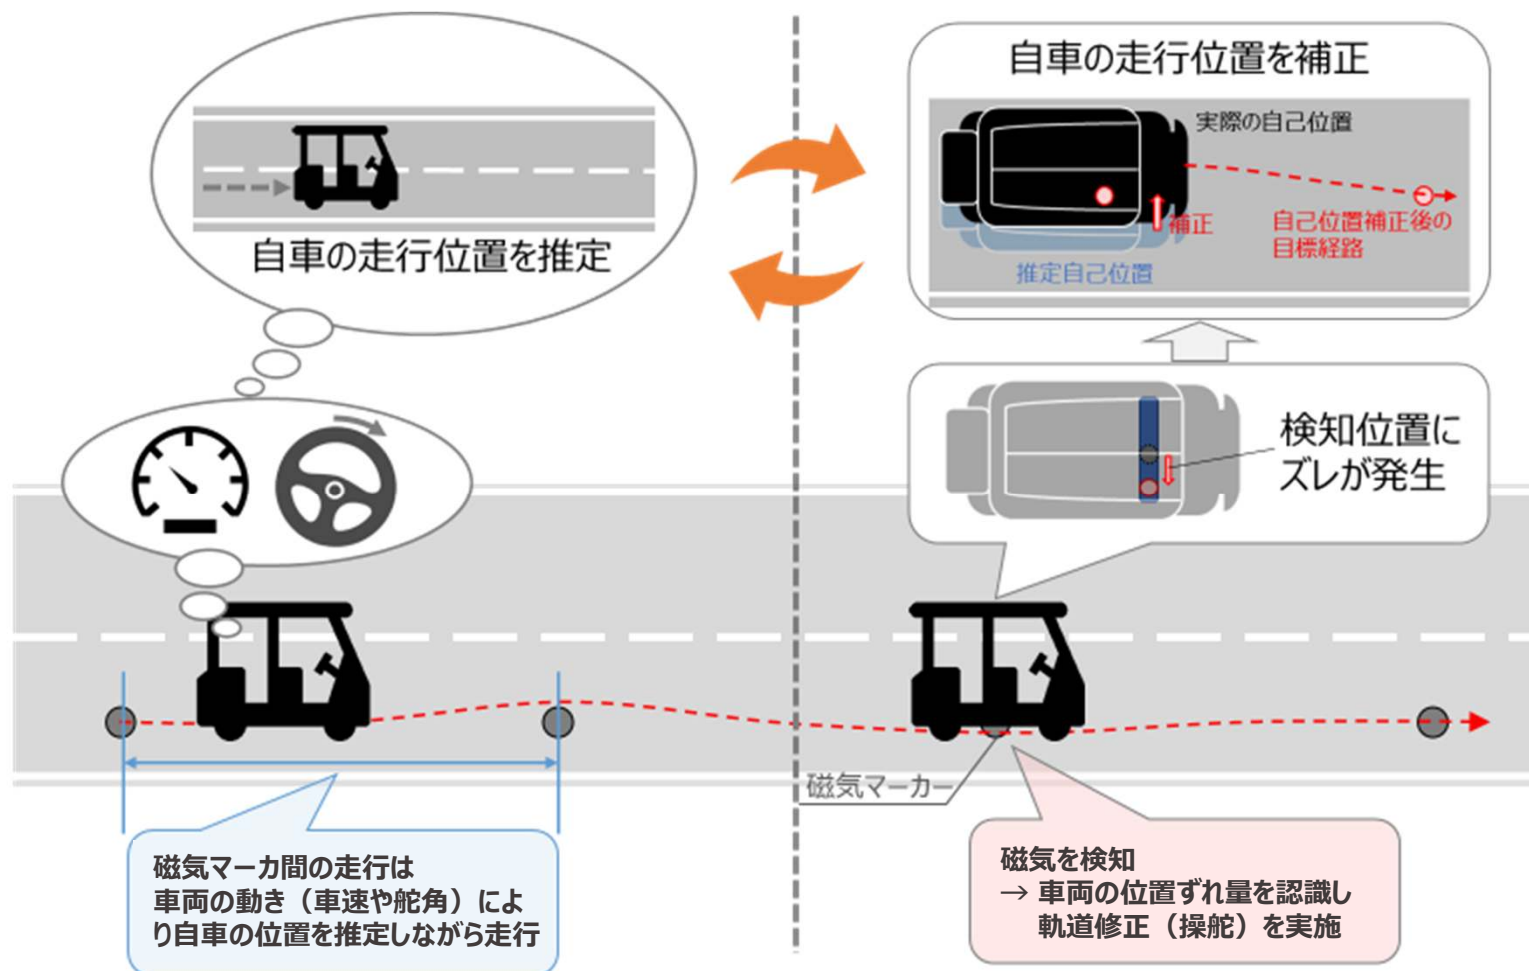 自車の走行位置を推定
自車の走行位置を補正
実際の自己位置
補正
自己位置補正後の
目標経路
推定自己位置
検知位置に
ズレが発生
磁気マーカー
磁気マーカ間の走行は
車両の動き（車速や舵角）によ
り自車の位置を推定しながら走行
磁気を検知
→ 車両の位置ずれ量を認識し
軌道修正（操舵）を実施